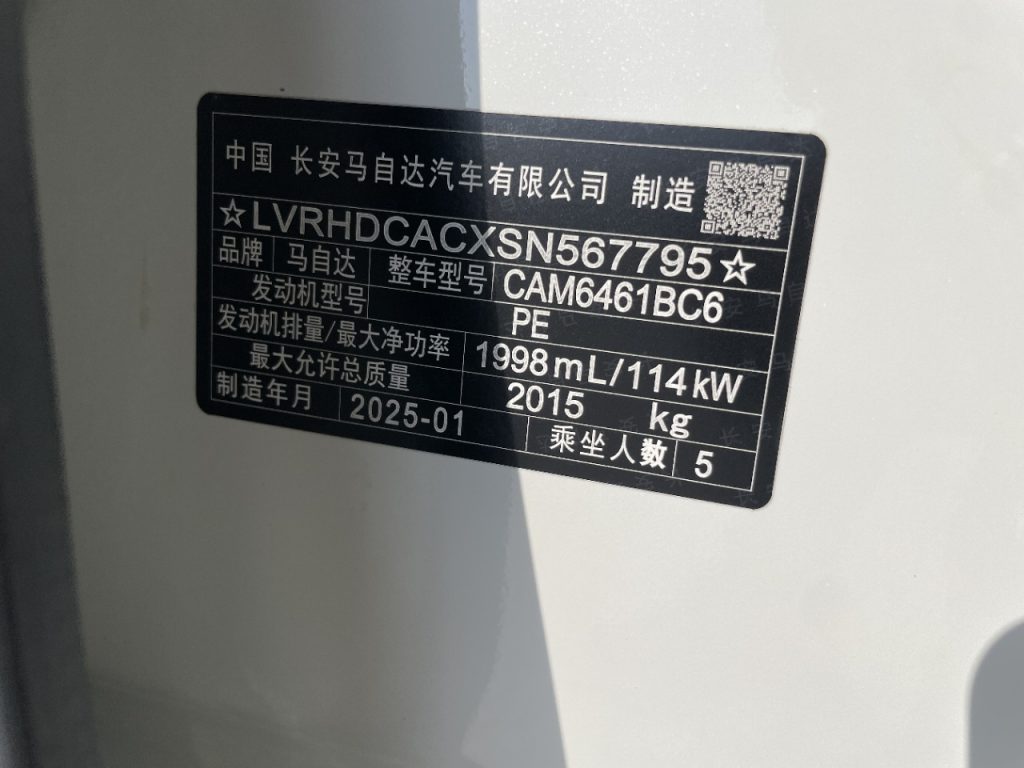 中国 长安马自达汽车有限公司 制造
☆LVRHDCACXSN567795☆
品牌 马自达 整车型号 CAM6461BC6
发动机型号 PE
发动机排量/最大净功率 1998mL/114kW
最大允许总质量 2015 kg
制造年月 2025-01 乘坐人数 5